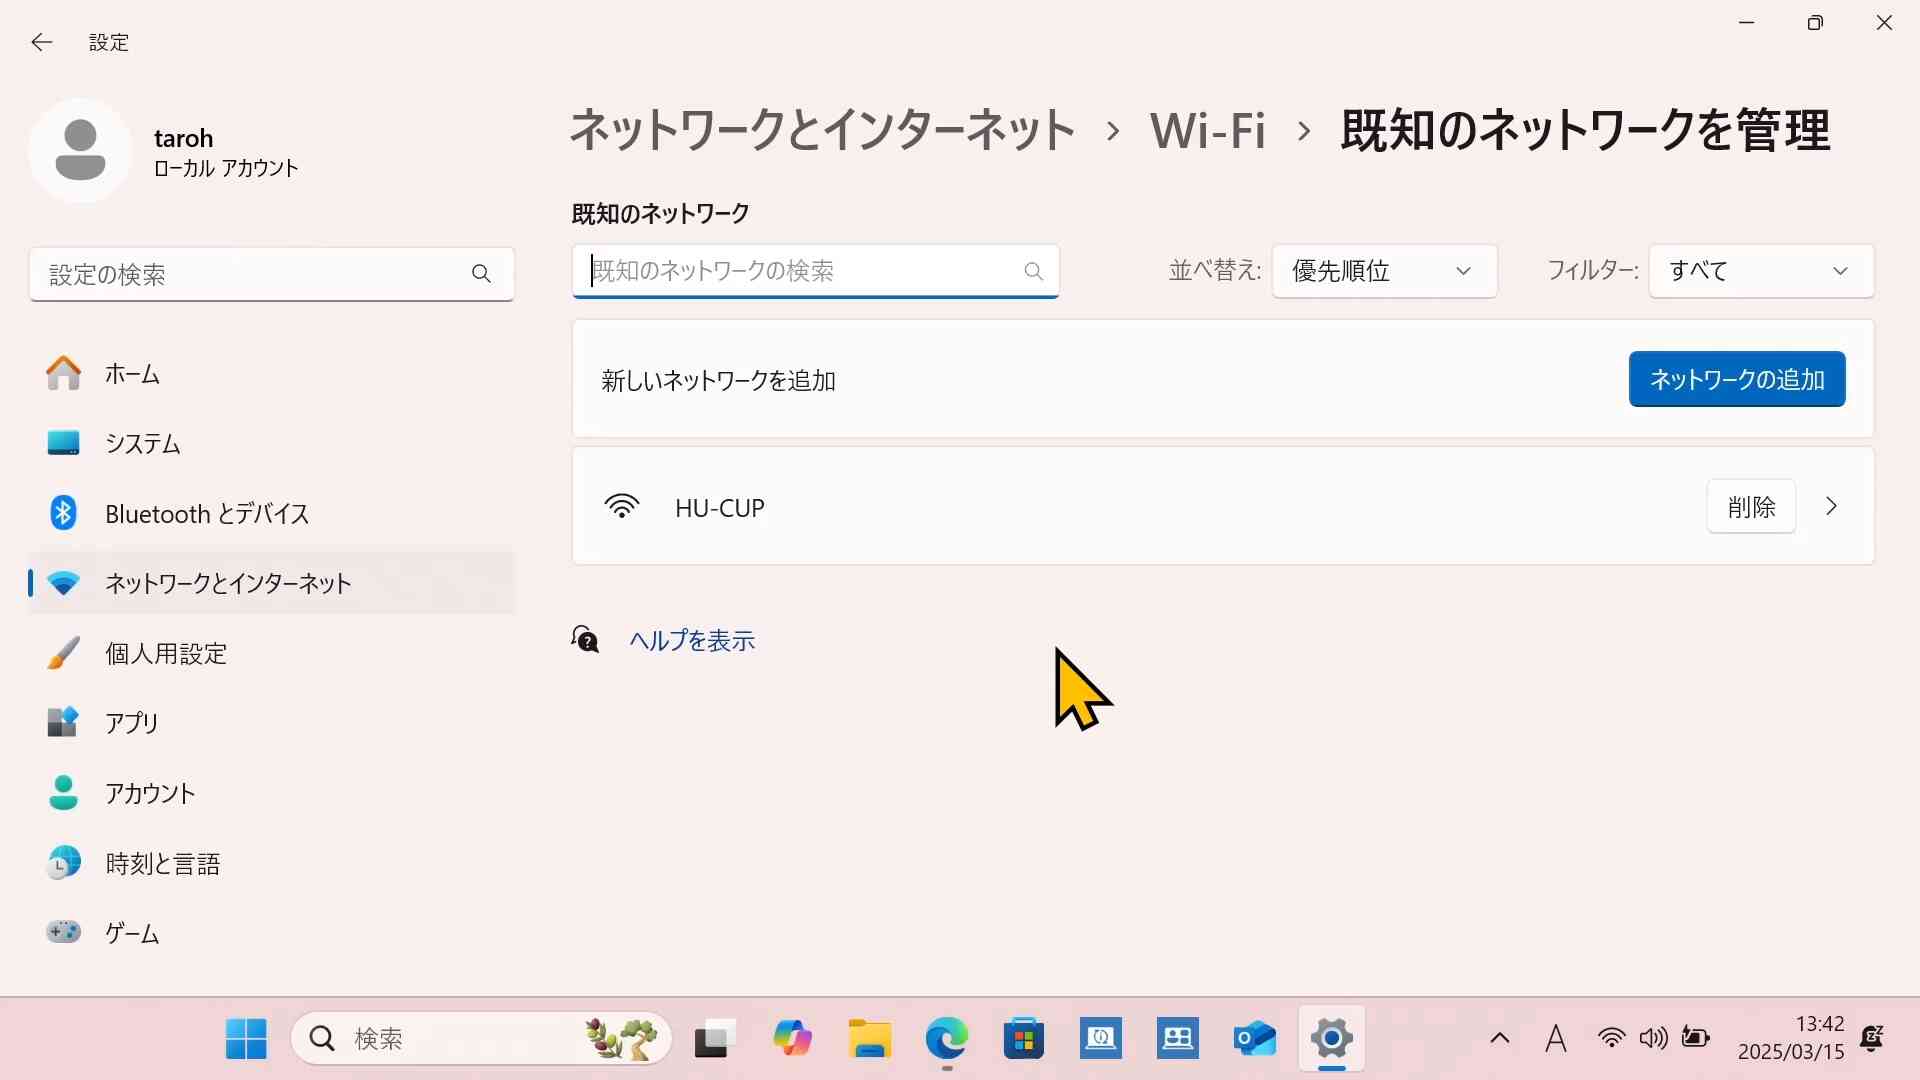 設定
taroh
ローカル アカウント
設定の検索
ホーム
システム
Bluetooth とデバイス
ネットワークとインターネット
個人用設定
アプリ
アカウント
時刻と言語
ゲーム
ネットワークとインターネット › Wi-Fi › 既知のネットワークを管理
既知のネットワーク
既知のネットワークの検索
並べ替え: 優先順位
フィルター: すべて
新しいネットワークを追加
ネットワークの追加
HU-CUP
削除
ヘルプを表示
検索
A
13:42
2025/03/15